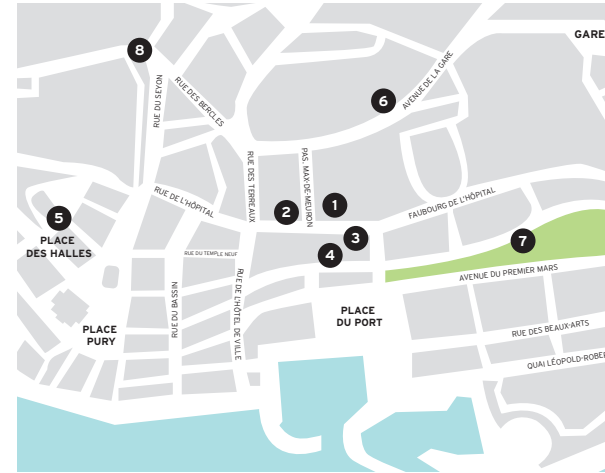 GARE
8
AVENUE DE LA GARE
RUE DES BERCLES
RUE DU SEYON
6
PAS. MAX-DE-MEURON
RUE DES TERREAUX
RUE DE L'HÔPITAL
FAUBOURG DE L'HÔPITAL
1
2
5
3
7
4
PLACE
DES HALLES
RUE DU TEMPLE NEUF
AVENUE DU PREMIER MARS
RUE DU BASSIN
RUE DE L'HÔTEL DE VILLE
PLACE
DU PORT
PLACE
PURY
RUE DES BEAUX-ARTS
QUAI LÉOPOLD-ROBER